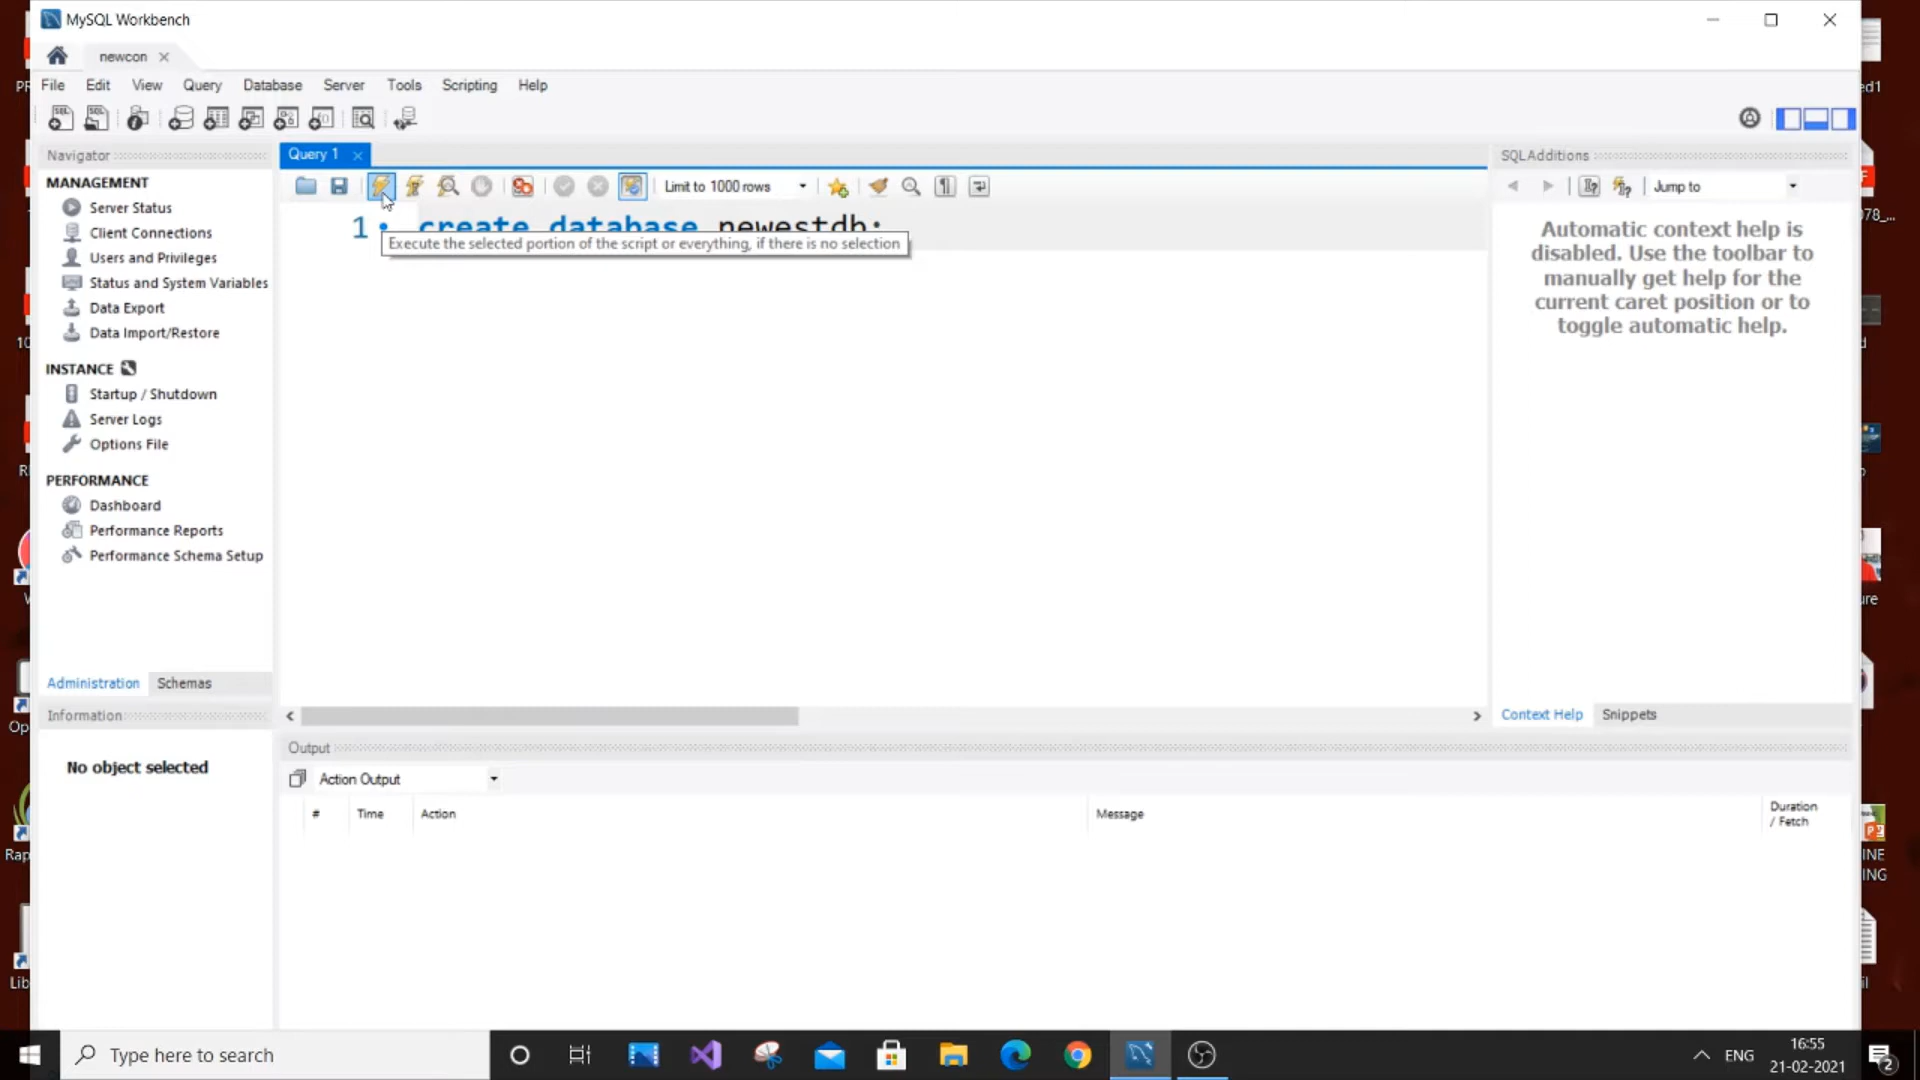 MySQL Workbench
newcon
File Edit View Query Database Server Tools Scripting Help
Navigator
MANAGEMENT
Server Status
Client Connections
Users and Privileges
Status and System Variables
Data Export
Data Import/Restore
INSTANCE
Startup / Shutdown
Server Logs
Options File
PERFORMANCE
Dashboard
Performance Reports
Performance Schema Setup
Administration Schemas
Information
No object selected
Query 1
Limit to 1000 rows
1 create database newestdb;
Execute the selected portion of the script or everything, if there is no selection
SQLAdditions
Jump to
Automatic context help is
disabled. Use the toolbar to
manually get help for the
current caret position or to
toggle automatic help.
Context Help Snippets
Output
Action Output
# Time Action Message Duration
/ Fetch
Type here to search
ENG
16:55
21-02-2021
2